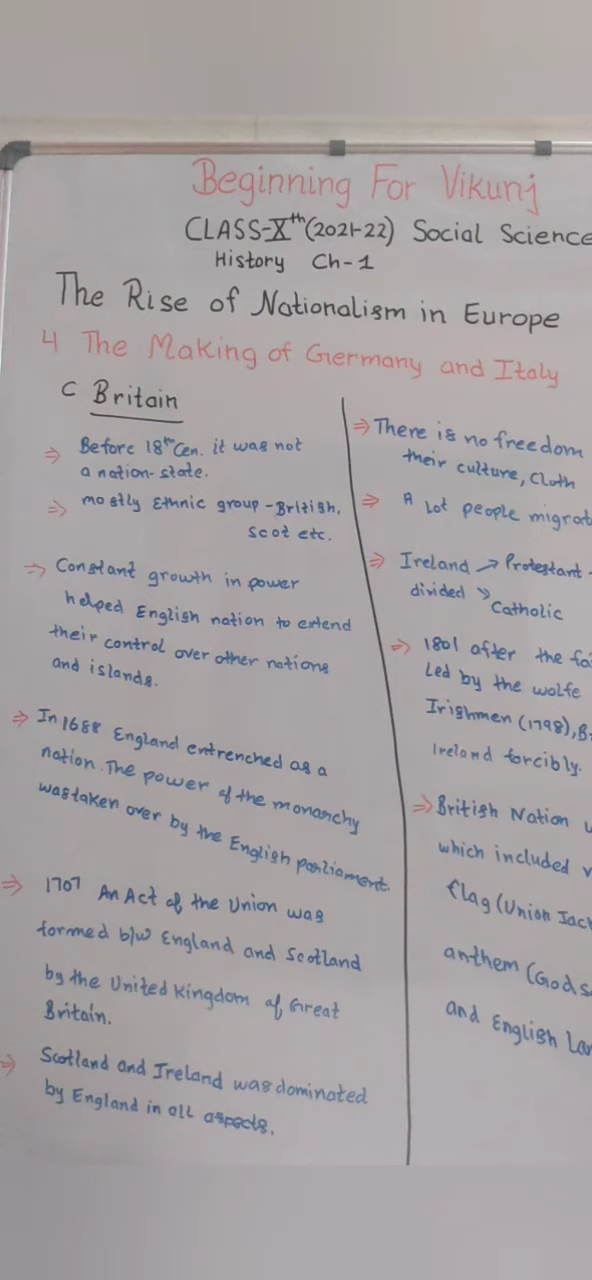 Beginning For Vikunj
CLASS-Xth (2021-22) Social Science
History Ch-1
The Rise of Nationalism in Europe
4 The Making of Germany and Italy
C Britain
⇒ Before 18th Cen. it was not
a nation-state.
⇒ mostly Ethnic group - British,
Scot etc.
⇒ Constant growth in power
helped English nation to extend
their control over other nations
and islands.
⇒ In 1688 England entrenched as a
nation. The power of the monarchy
was taken over by the English parliament.
⇒ 1707 An Act of the Union was
formed b/w England and Scotland
by the United Kingdom of Great
Britain.
⇒ Scotland and Ireland was dominated
by England in all aspects.
⇒ There is no freedom
their culture, Cloth
⇒ A Lot people migrat
⇒ Ireland → Protestant -
divided ↘ Catholic
⇒ 1801 after the fa
Led by the wolfe
Irishmen (1798), B
Ireland forcibly.
⇒ British Nation
which included
flag (Union Jac
anthem (God s
and English La